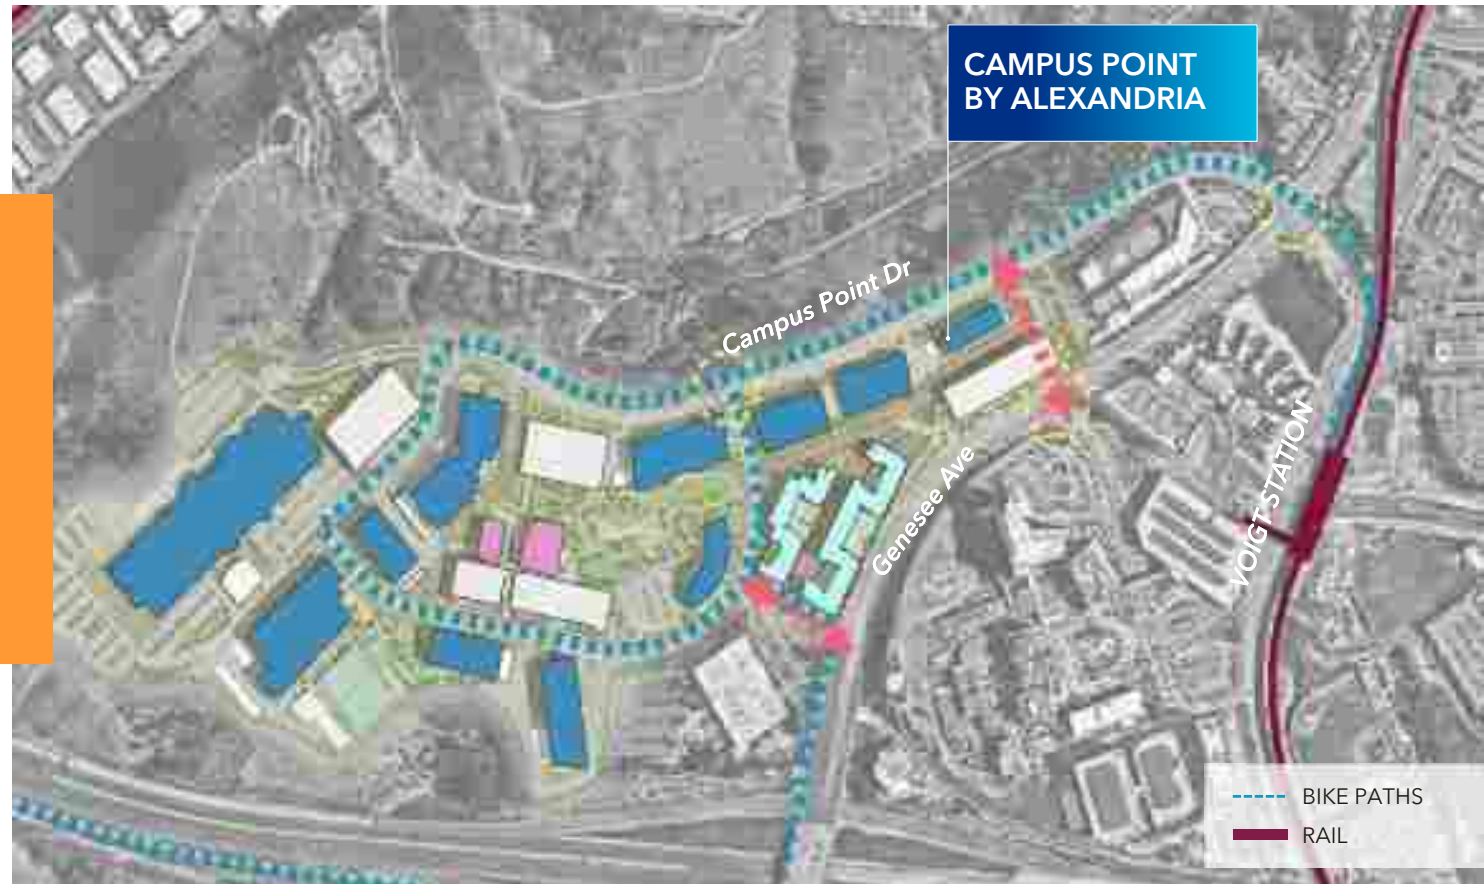 CAMPUS POINT
BY ALEXANDRIA
Campus Point Dr
Genesee Ave
VOIGT STATION
BIKE PATHS
RAIL